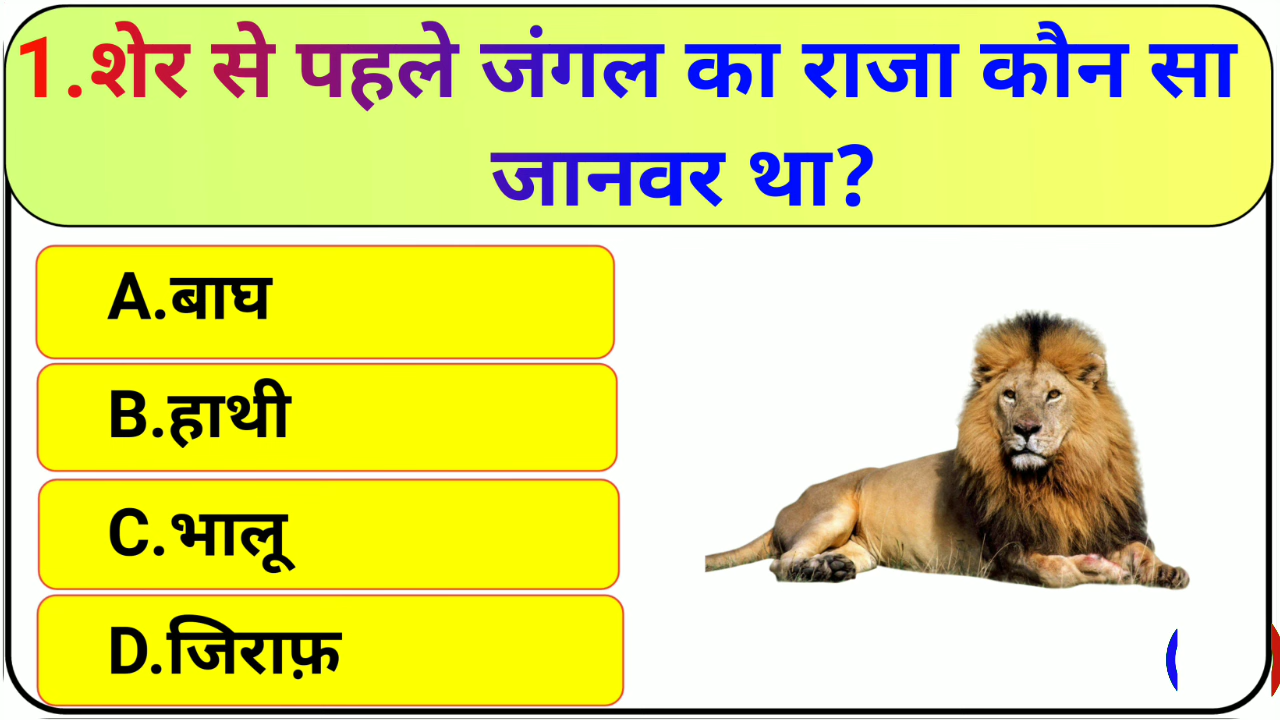 1.शेर से पहले जंगल का राजा कौन सा
जानवर था?
A.बाघ
B.हाथी
C.भालू
D.जिराफ़
(